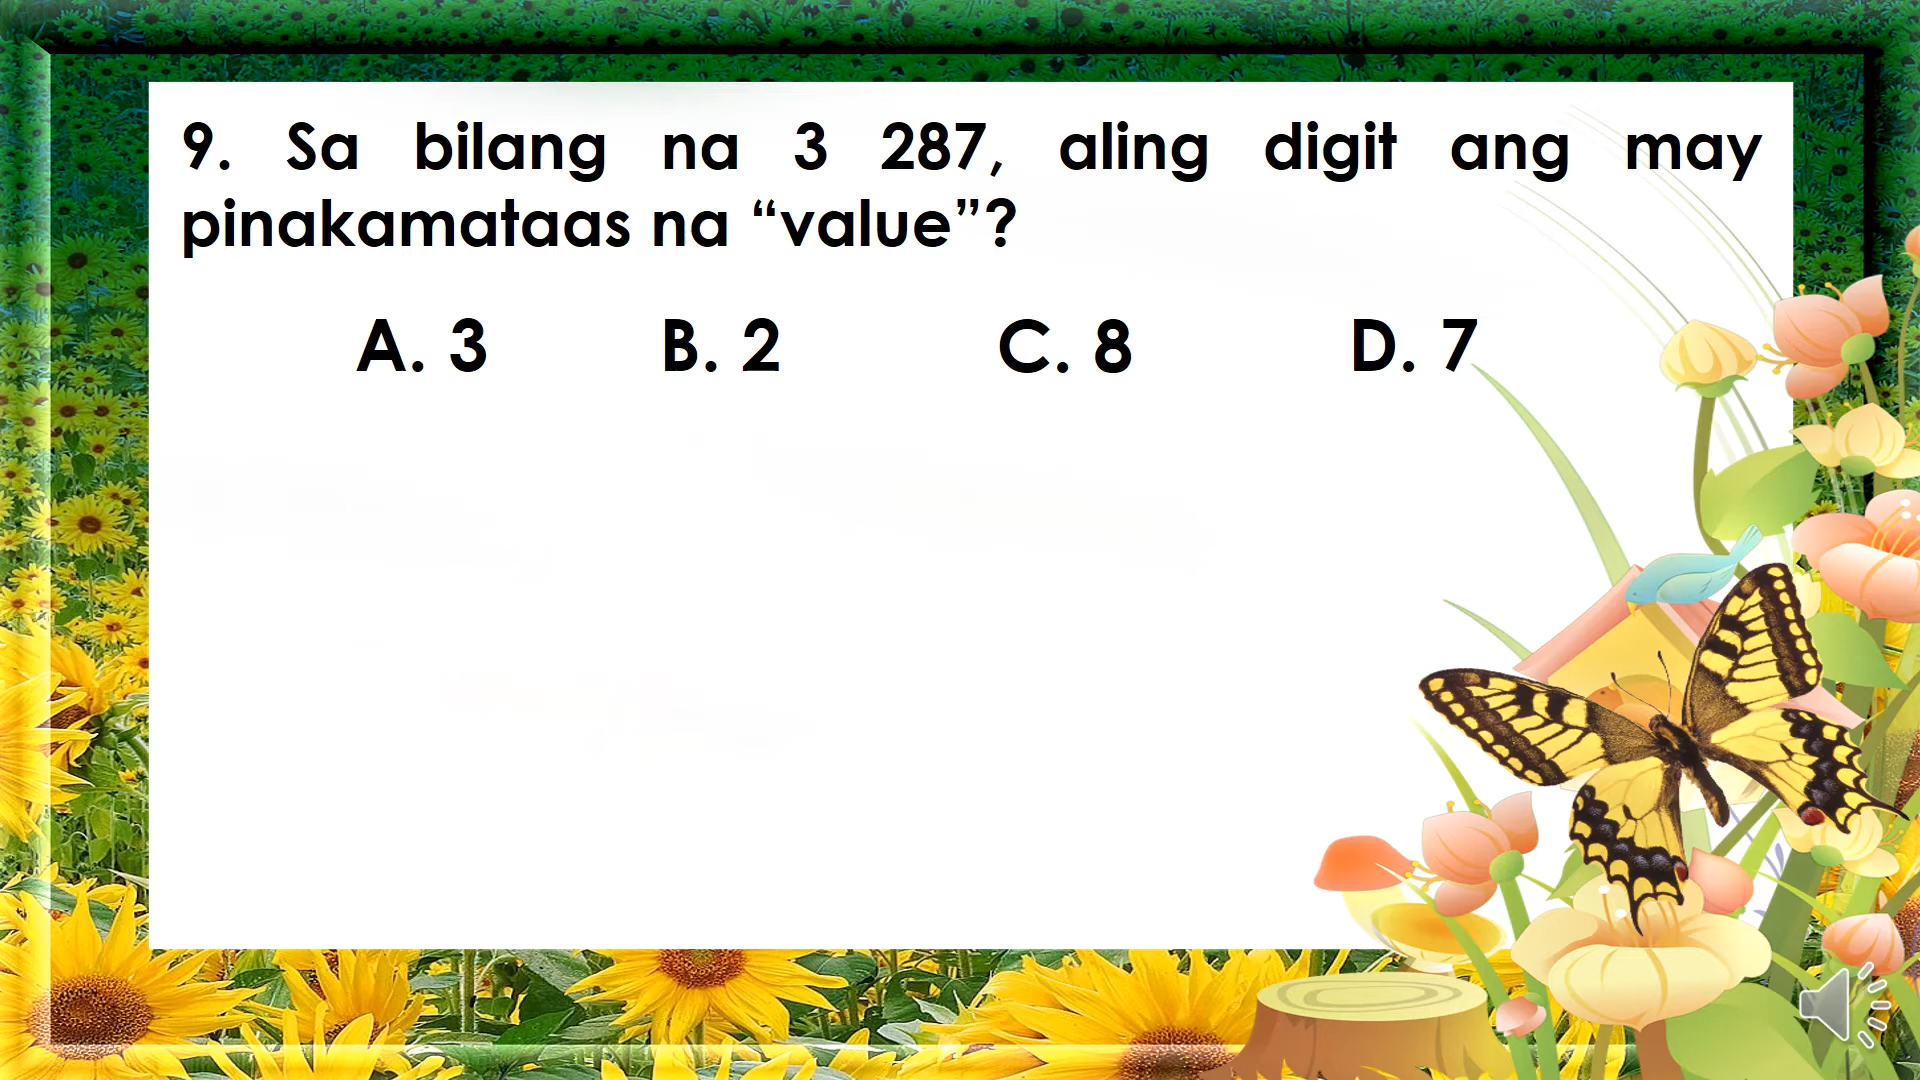 9. Sa bilang na 3 287, aling digit ang may
pinakamataas na “value”?
A. 3 B. 2 C. 8 D. 7